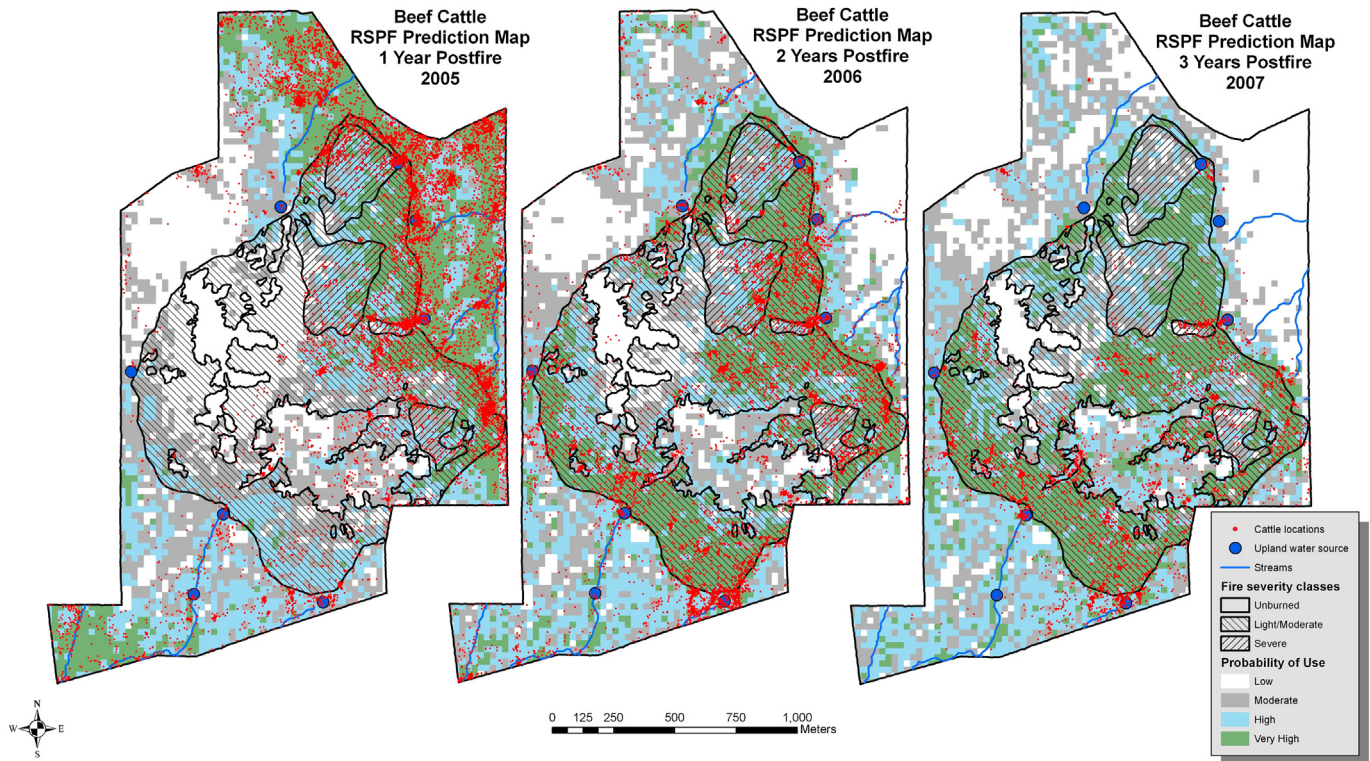 Beef Cattle
RSPF Prediction Map
1 Year Postfire
2005
Beef Cattle
RSPF Prediction Map
2 Years Postfire
2006
Beef Cattle
RSPF Prediction Map
3 Years Postfire
2007
Cattle locations
Upland water source
Streams
Fire severity classes
Unburned
Light/Moderate
Severe
Probability of Use
Low
Moderate
High
Very High
N
W E
S
0 125 250 500 750 1,000
Meters